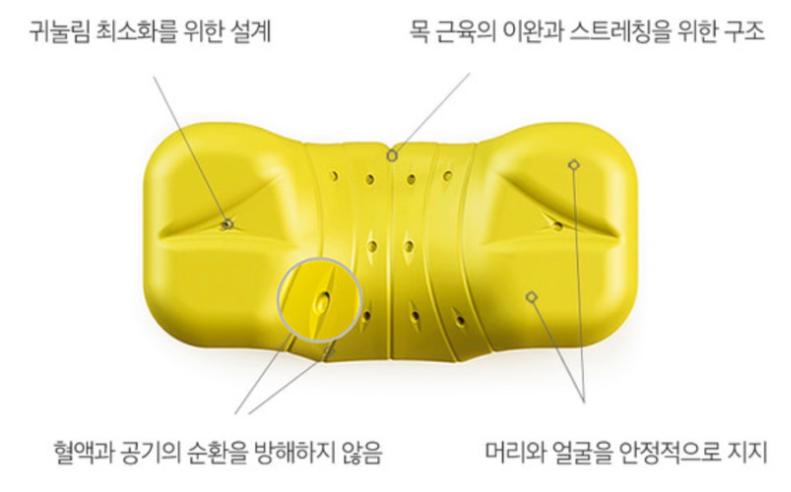 귀눌림 최소화를 위한 설계
목 근육의 이완과 스트레칭을 위한 구조
혈액과 공기의 순환을 방해하지 않음
머리와 얼굴을 안정적으로 지지